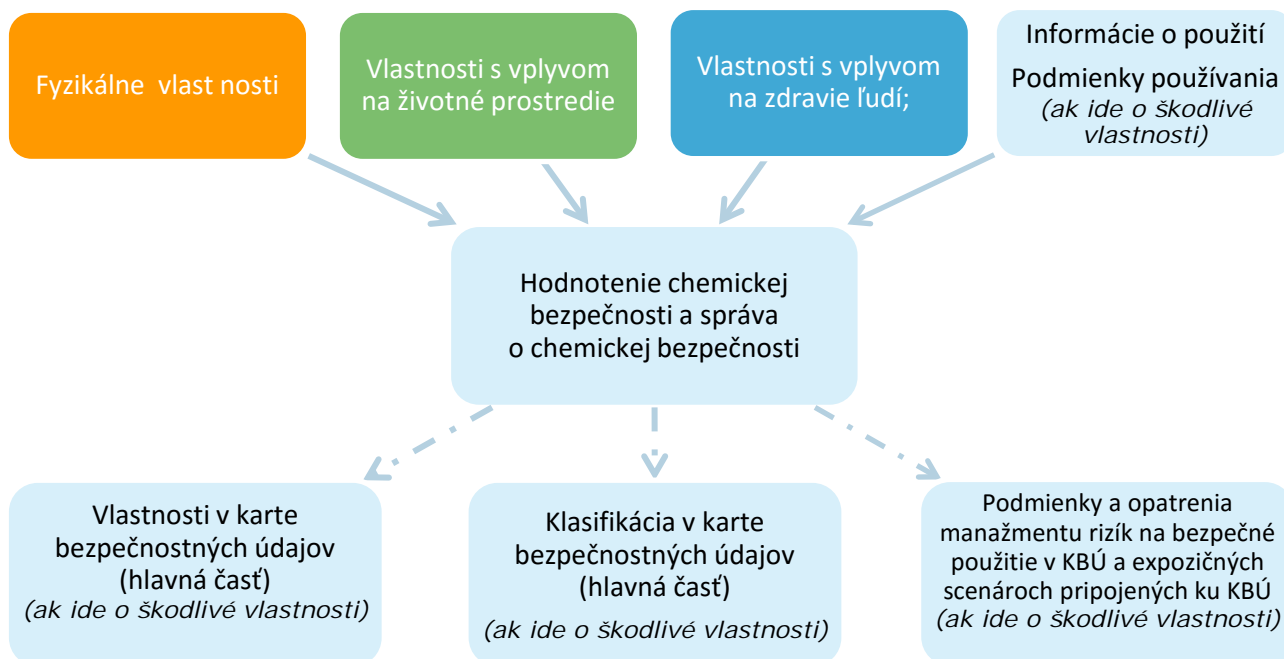 Fyzikálne vlast nosti
Vlastnosti s vplyvom
na životné prostredie
Vlastnosti s vplyvom
na zdravie ľudí;
Informácie o použití
Podmienky používania
(ak ide o škodlivé
vlastnosti)
Hodnotenie chemickej
bezpečnosti a správa
o chemickej bezpečnosti
Vlastnosti v karte
bezpečnostných údajov
(hlavná časť)
(ak ide o škodlivé vlastnosti)
Klasifikácia v karte
bezpečnostných údajov
(hlavná časť)
(ak ide o škodlivé vlastnosti)
Podmienky a opatrenia
manažmentu rizík na bezpečné
použitie v KBÚ a expozičných
scenároch pripojených ku KBÚ
(ak ide o škodlivé vlastnosti)